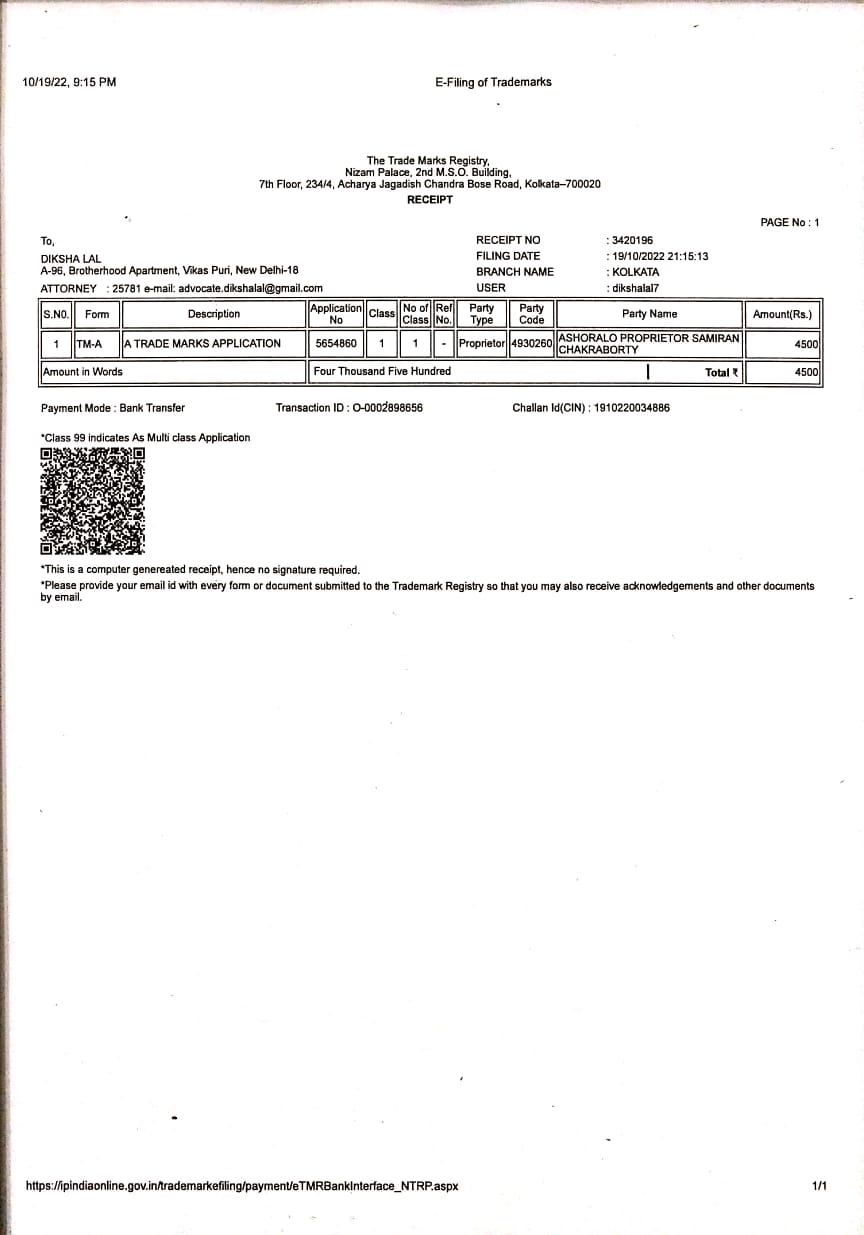 10/19/22, 9:15 PM E-Filing of Trademarks
The Trade Marks Registry,
Nizam Palace, 2nd M.S.O. Building,
7th Floor, 234/4, Acharya Jagadish Chandra Bose Road, Kolkata–700020
RECEIPT
PAGE No : 1
To, RECEIPT NO : 3420196
DIKSHA LAL FILING DATE : 19/10/2022 21:15:13
A-96, Brotherhood Apartment, Vikas Puri, New Delhi-18 BRANCH NAME : KOLKATA
ATTORNEY : 25781 e-mail: advocate.dikshalal@gmail.com USER : dikshalal7
S.N0. Form Description Application No Class No of Class Ref No. Party Type Party Code Party Name Amount(Rs.)
1 TM-A A TRADE MARKS APPLICATION 5654860 1 1 - Proprietor 4930260 ASHORALO PROPRIETOR SAMIRAN CHAKRABORTY 4500
Amount in Words Four Thousand Five Hundred Total ₹ 4500
Payment Mode : Bank Transfer Transaction ID : O-0002898656 Challan Id(CIN) : 1910220034886
*Class 99 indicates As Multi class Application
*This is a computer genereated receipt, hence no signature required.
*Please provide your email id with every form or document submitted to the Trademark Registry so that you may also receive acknowledgements and other documents
by email.
https://ipindiaonline.gov.in/trademarkefiling/payment/eTMRBankInterface_NTRP.aspx 1/1